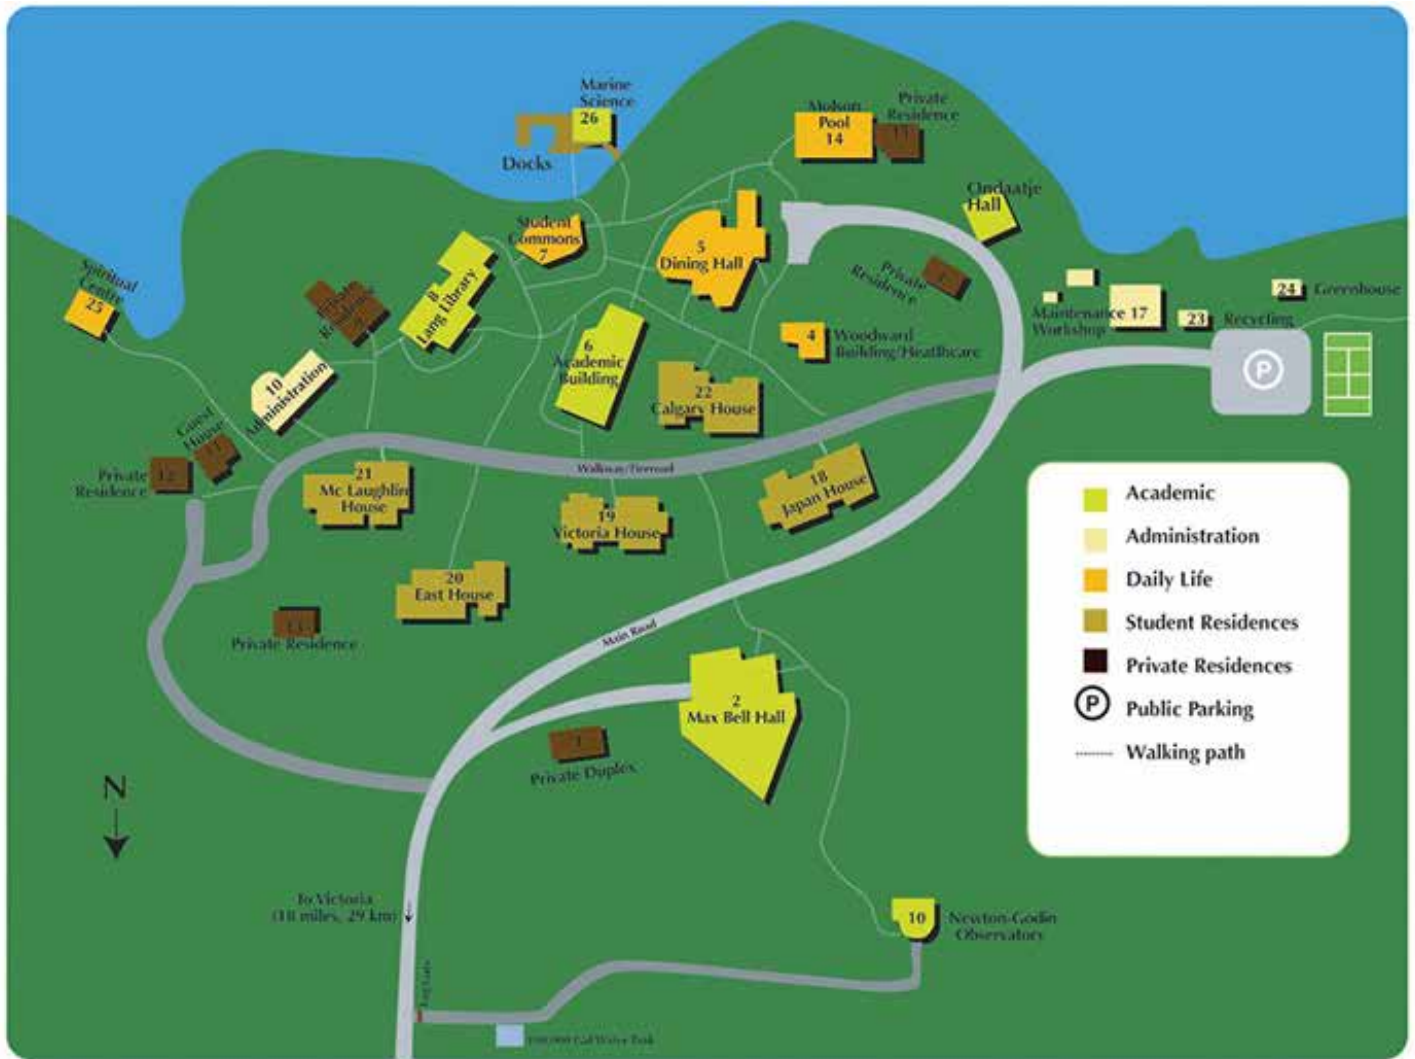 Marine
Science
26
Docks
Molson
Pool
14
Private
Residence
Ondaatje
Hall
Student
Commons
7
5
Dining Hall
Private
Residence
Spiritual
Centre
25
8
Lang Library
6
Academic
Building
4
Woodward
Building/Heatlhcare
Maintenance 17
Workshop
23
Recycling
24
Greenhouse
P
10
Administration
22
Calgary House
Guest
House
11
Private
Residence
12
21
Mc Laughlin
House
Walkway/Fireroad
18
Japan House
19
Victoria House
20
East House
13
Private Residence
Main Road
2
Max Bell Hall
1
Private Duplex
N
To Victoria
(18 miles, 29 km)
10
Newton-Godin
Observatory
Academic
Administration
Daily Life
Student Residences
Private Residences
P
Public Parking
Walking path